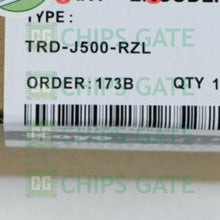 CHIPS GATE
TYPE :
TRD-J500-RZL
ORDER:173B QTY 1
CHIPS GATE
CHIPS GATE